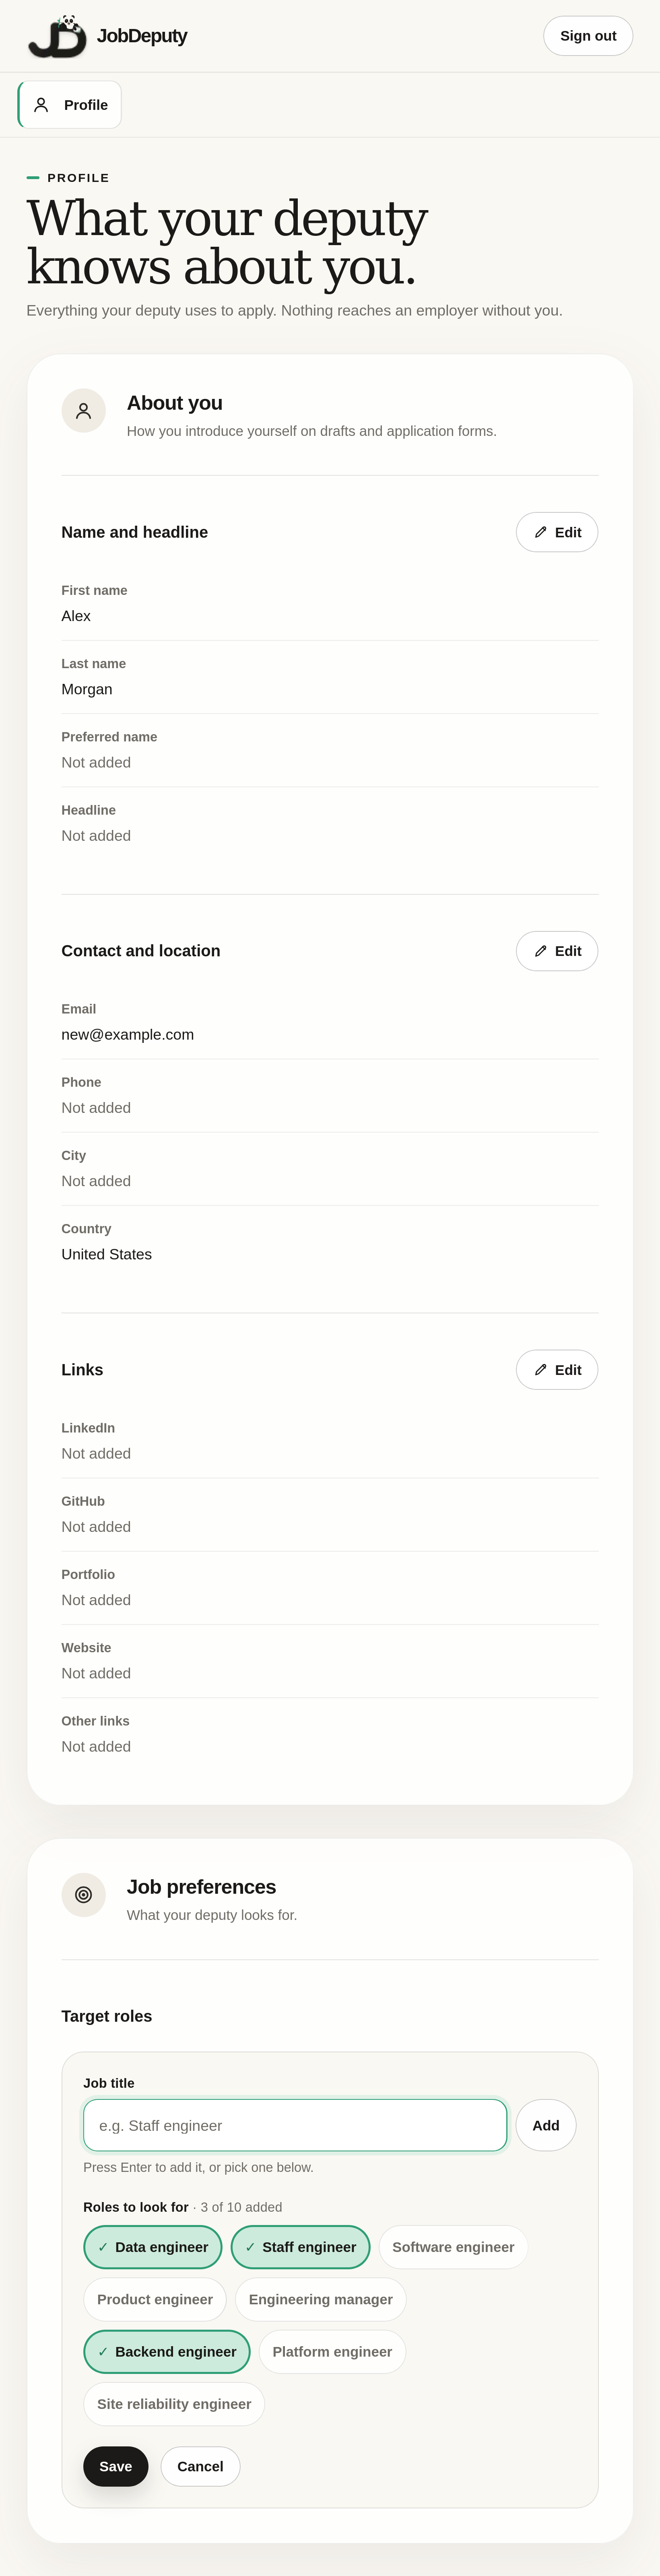 JD JobDeputy
Sign out
Profile
PROFILE
What your deputy
knows about you.
Everything your deputy uses to apply. Nothing reaches an employer without you.
About you
How you introduce yourself on drafts and application forms.
Name and headline
Edit
First name
Alex
Last name
Morgan
Preferred name
Not added
Headline
Not added
Contact and location
Edit
Email
new@example.com
Phone
Not added
City
Not added
Country
United States
Links
Edit
LinkedIn
Not added
GitHub
Not added
Portfolio
Not added
Website
Not added
Other links
Not added
Job preferences
What your deputy looks for.
Target roles
Job title
e.g. Staff engineer
Add
Press Enter to add it, or pick one below.
Roles to look for · 3 of 10 added
✓ Data engineer ✓ Staff engineer Software engineer
Product engineer Engineering manager
✓ Backend engineer Platform engineer
Site reliability engineer
Save Cancel